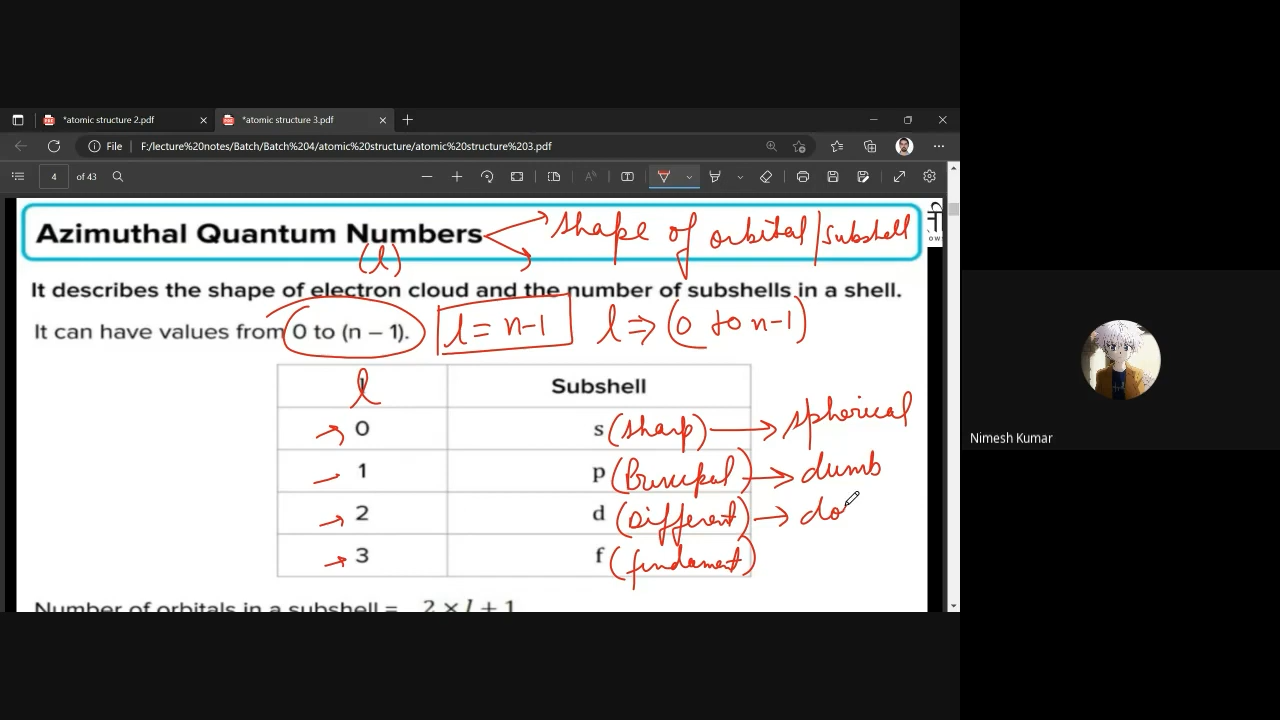 *atomic structure 2.pdf
*atomic structure 3.pdf
File F:/lecture%20notes/Batch/Batch%204/atomic%20structure/atomic%20structure%203.pdf
4 of 43
Azimuthal Quantum Numbers shape of orbital/subshell
(l)
It describes the shape of electron cloud and the number of subshells in a shell.
It can have values from 0 to (n − 1). l = n-1 l ⇒ (0 to n-1)
l Subshell
→ 0 s (sharp) → spherical
→ 1 p (Principal) → dumb
→ 2 d (Different) → do
→ 3 f (fundament)
Number of orbitals in a subshell = 2 × l + 1
Nimesh Kumar